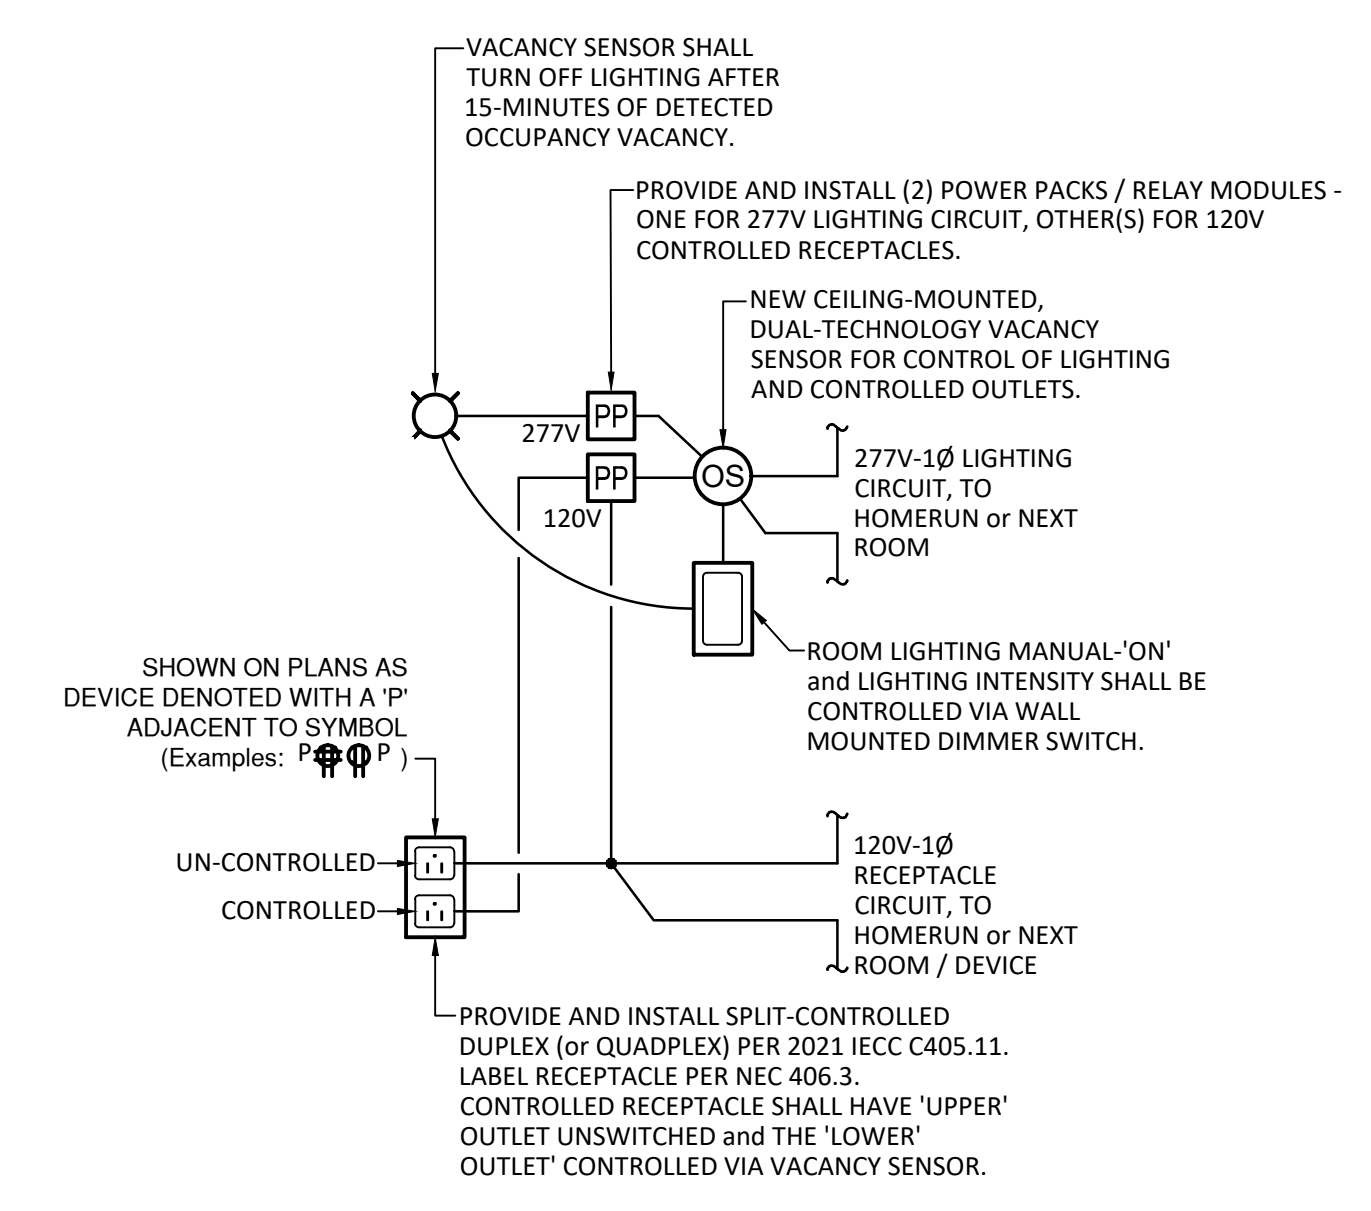 VACANCY SENSOR SHALL
TURN OFF LIGHTING AFTER
15-MINUTES OF DETECTED
OCCUPANCY VACANCY.
PROVIDE AND INSTALL (2) POWER PACKS / RELAY MODULES -
ONE FOR 277V LIGHTING CIRCUIT, OTHER(S) FOR 120V
CONTROLLED RECEPTACLES.
NEW CEILING-MOUNTED,
DUAL-TECHNOLOGY VACANCY
SENSOR FOR CONTROL OF LIGHTING
AND CONTROLLED OUTLETS.
PP
277V
PP
120V
OS
277V-1Ø LIGHTING
CIRCUIT, TO
HOMERUN or NEXT
ROOM
ROOM LIGHTING MANUAL-'ON'
and LIGHTING INTENSITY SHALL BE
CONTROLLED VIA WALL
MOUNTED DIMMER SWITCH.
SHOWN ON PLANS AS
DEVICE DENOTED WITH A 'P'
ADJACENT TO SYMBOL
(Examples: P P )
UN-CONTROLLED
CONTROLLED
120V-1Ø
RECEPTACLE
CIRCUIT, TO
HOMERUN or NEXT
ROOM / DEVICE
PROVIDE AND INSTALL SPLIT-CONTROLLED
DUPLEX (or QUADPLEX) PER 2021 IECC C405.11.
LABEL RECEPTACLE PER NEC 406.3.
CONTROLLED RECEPTACLE SHALL HAVE 'UPPER'
OUTLET UNSWITCHED and THE 'LOWER'
OUTLET' CONTROLLED VIA VACANCY SENSOR.